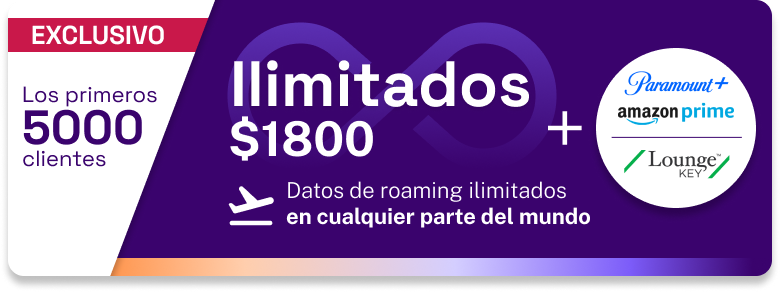 EXCLUSIVO
Los primeros
5000
clientes
Ilimitados
$1800
Datos de roaming ilimitados
en cualquier parte del mundo
+
Paramount+
amazon prime
Lounge™
KEY